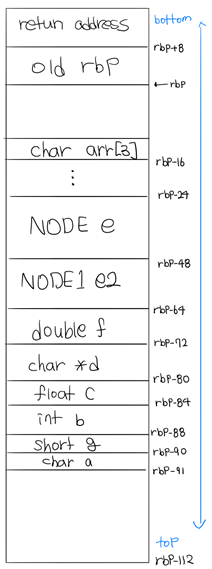 retun address
bottom
rbp+8
old rbp
←rbp
char arr[3]
rbp-16
⋮
rbp-24
NODE e
rbp-48
NODE1 e2
rbp-64
double f
rbp-72
char *d
rbp-80
float C
rbp-84
int b
rbp-88
short g
rbp-90
char a
rbp-91
top
rbp-112